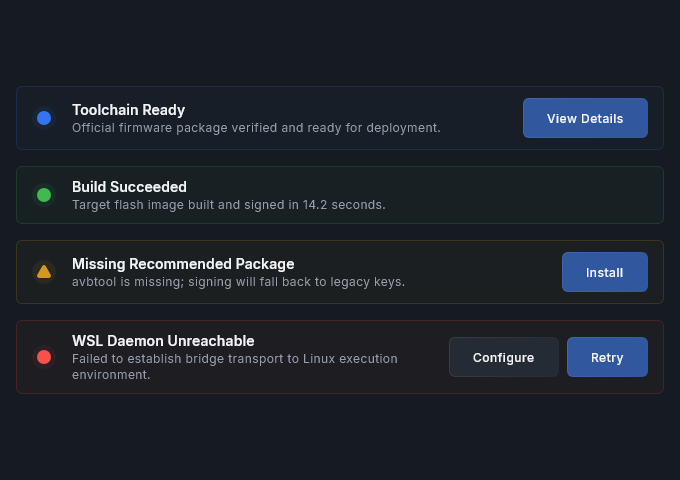 Toolchain Ready
Official firmware package verified and ready for deployment.
View Details
Build Succeeded
Target flash image built and signed in 14.2 seconds.
Missing Recommended Package
avbtool is missing; signing will fall back to legacy keys.
Install
WSL Daemon Unreachable
Failed to establish bridge transport to Linux execution
environment.
Configure
Retry